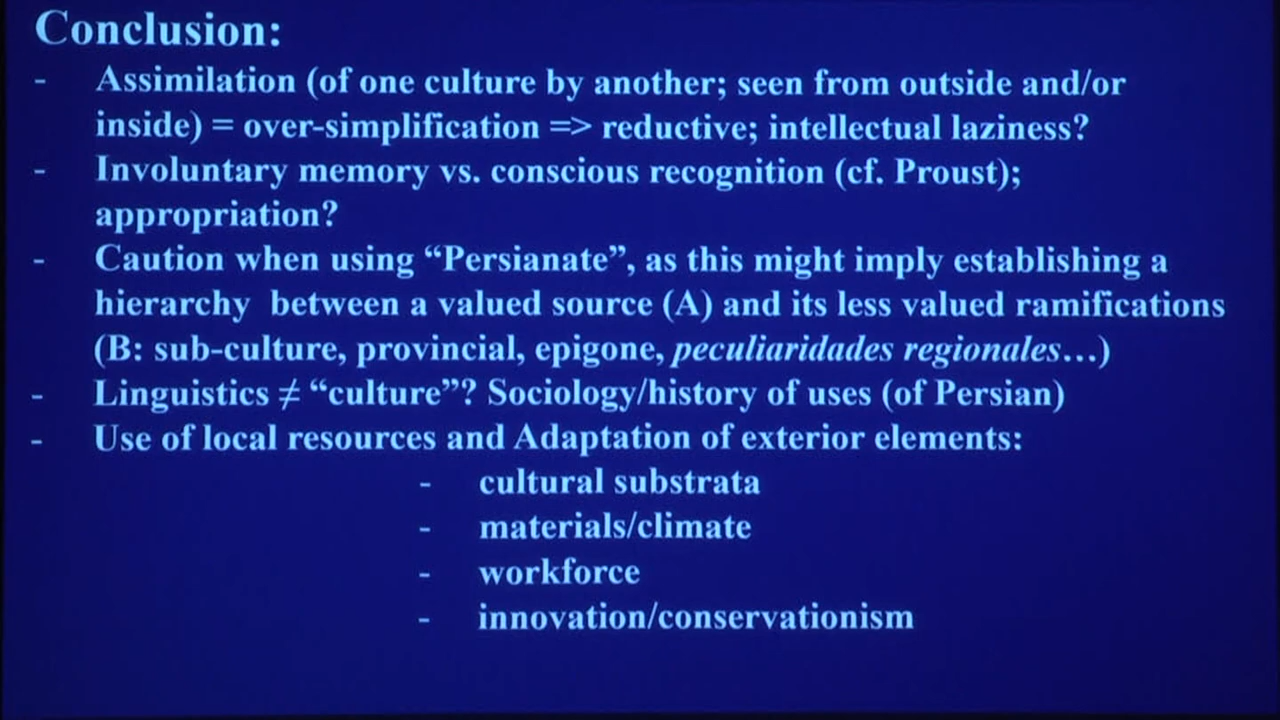 Conclusion:
- Assimilation (of one culture by another; seen from outside and/or
inside) = over-simplification => reductive; intellectual laziness?
- Involuntary memory vs. conscious recognition (cf. Proust);
appropriation?
- Caution when using “Persianate”, as this might imply establishing a
hierarchy between a valued source (A) and its less valued ramifications
(B: sub-culture, provincial, epigone, peculiaridades regionales…)
- Linguistics ≠ “culture”? Sociology/history of uses (of Persian)
- Use of local resources and Adaptation of exterior elements:
- cultural substrata
- materials/climate
- workforce
- innovation/conservationism